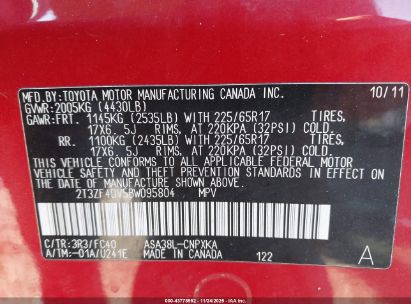 MFD. BY:TOYOTA MOTOR MANUFACTURING CANADA INC. 10/11
GVWR: 2005KG (4430LB)
GAWR:FRT. 1145KG (2535LB) WITH 225/65R17 TIRES,
17X6. 5J RIMS, AT 220KPA (32PSI) COLD.
RR. 1100KG (2435LB) WITH 225/65R17 TIRES,
17X6. 5J RIMS, AT 220KPA (32PSI) COLD.
THIS VEHICLE CONFORMS TO ALL APPLICABLE FEDERAL MOTOR
VEHICLE SAFETY AND THEFT PREVENTION STANDARDS IN EFFECT
ON THE DATE OF MANUFACTURE SHOWN ABOVE.
2T3ZF4DV5BW095804 MPV
C/TR:3R3/FC40 ASA38L-CNPXKA
A/TM:-01A/U241E MADE IN CANADA 122 A